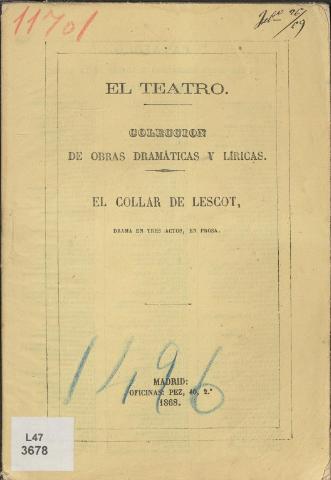 11701
EL TEATRO.
COLECCION
DE OBRAS DRAMÁTICAS Y LÍRICAS.
EL COLLAR DE LESCOT,
DRAMA EN TRES ACTOS, EN PROSA.
1496
MADRID:
OFICINAS: PEZ, 40, 2.º
1868.
L47
3678